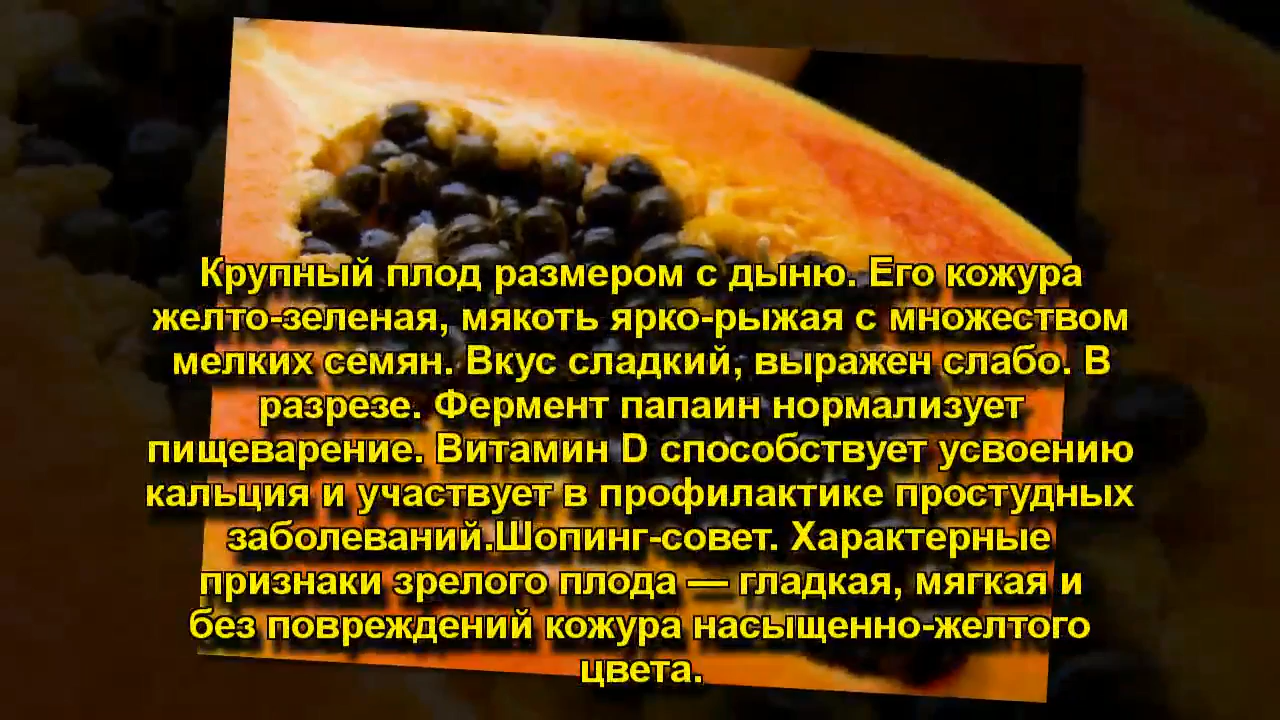 Крупный плод размером с дыню. Его кожура
желто-зеленая, мякоть ярко-рыжая с множеством
мелких семян. Вкус сладкий, выражен слабо. В
разрезе. Фермент папаин нормализует
пищеварение. Витамин D способствует усвоению
кальция и участвует в профилактике простудных
заболеваний.Шопинг-совет. Характерные
признаки зрелого плода — гладкая, мягкая и
без повреждений кожура насыщенно-желтого
цвета.